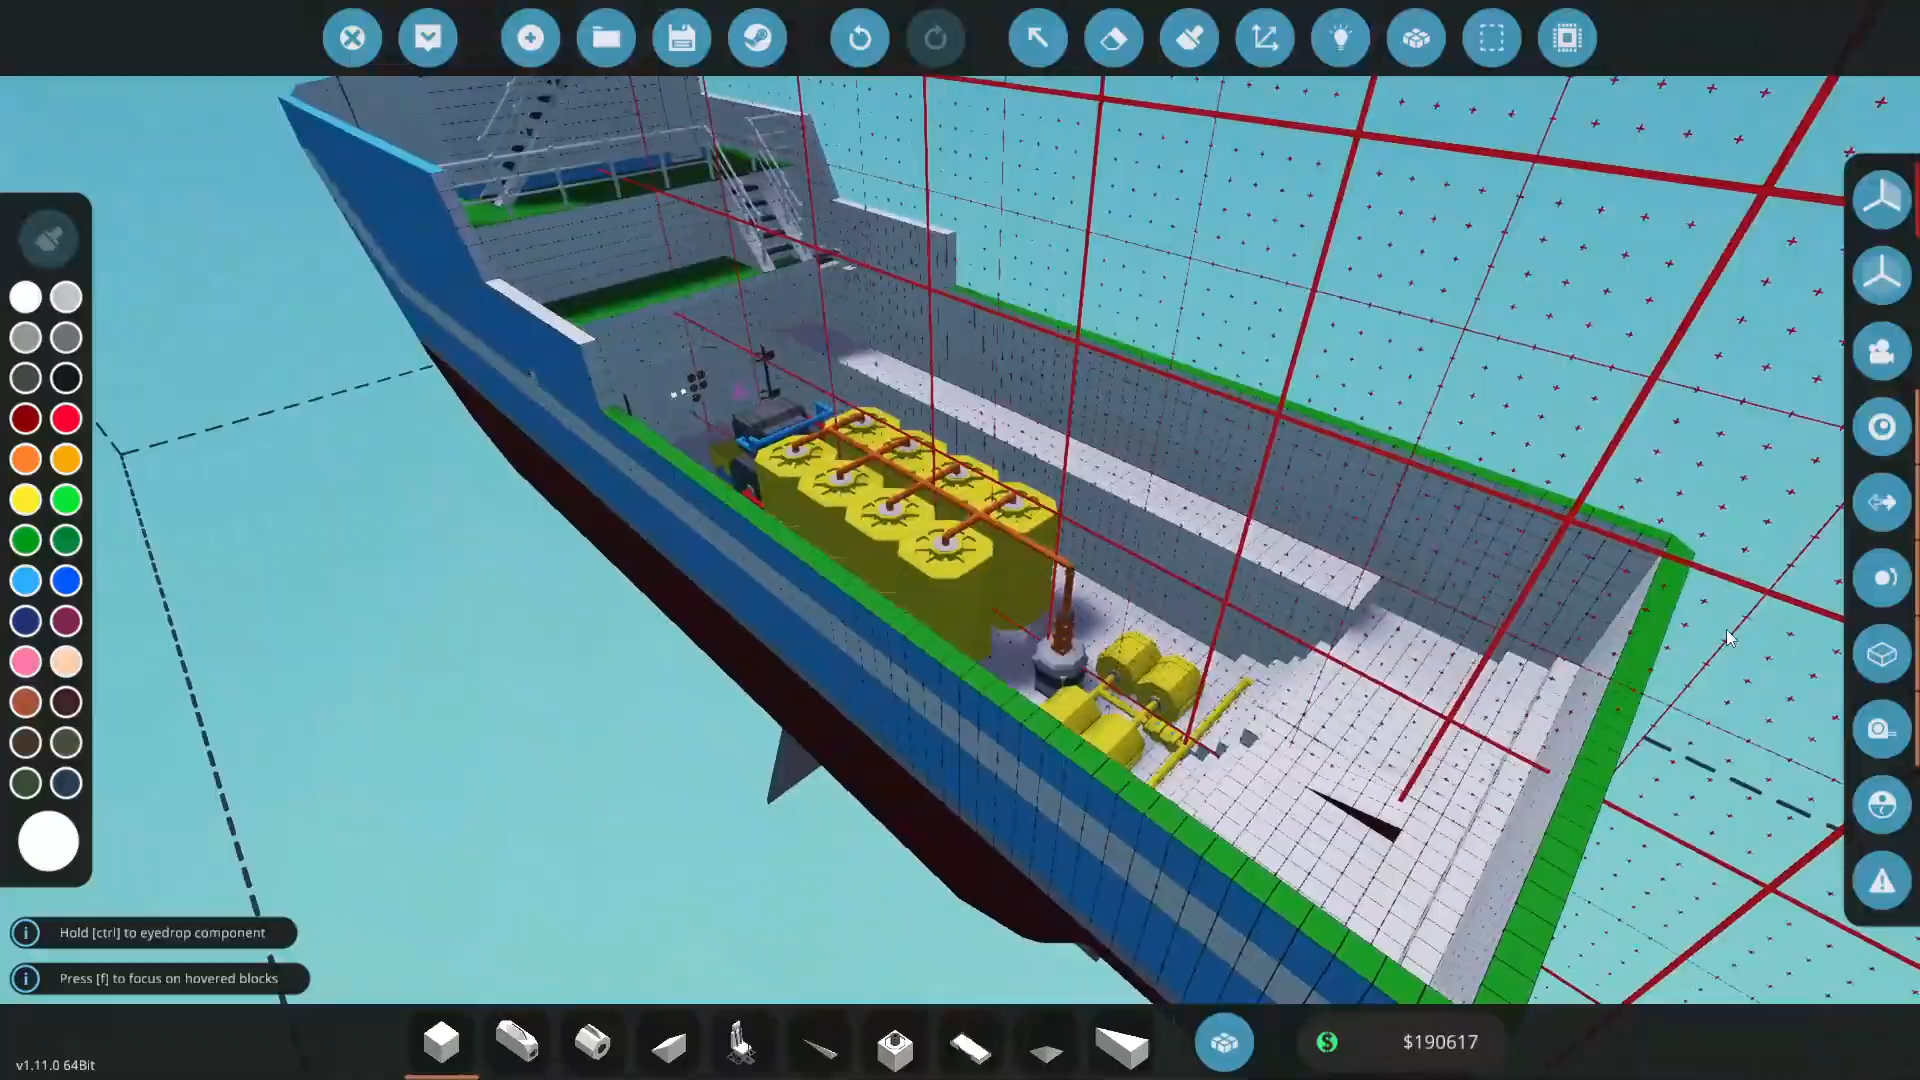 Hold [ctrl] to eyedrop component
Press [f] to focus on hovered blocks
v1.11.0 64Bit
$190617